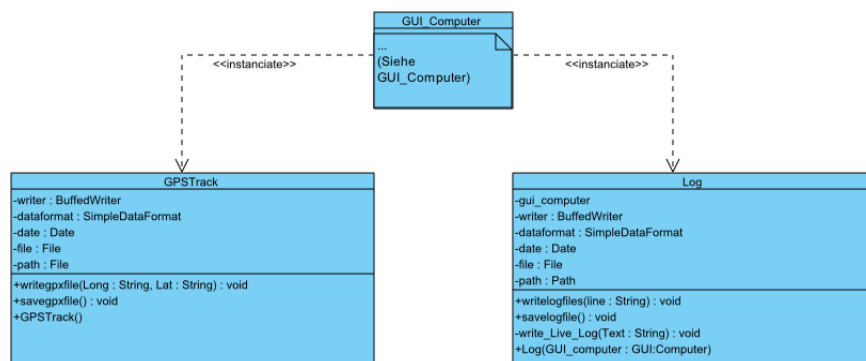 GUI_Computer
...
(Siehe
GUI_Computer)
<<instanciate>>
<<instanciate>>
GPSTrack
-writer : BuffedWriter
-dataformat : SimpleDataFormat
-date : Date
-file : File
-path : File
+writegpxfile(Long : String, Lat : String) : void
+savegpxfile() : void
+GPSTrack()
Log
-gui_computer
-writer : BuffedWriter
-dataformat : SimpleDataFormat
-date : Date
-file : File
-path : Path
+writelogfiles(line : String) : void
+savelogfile() : void
-write_Live_Log(Text : String) : void
+Log(GUI_computer : GUI:Computer)